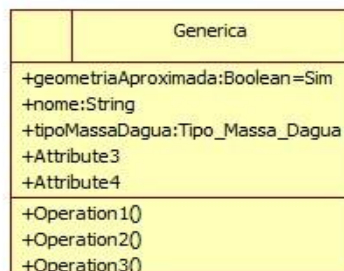 Generica
+geometriaAproximada:Boolean=Sim
+nome:String
+tipoMassaDagua:Tipo_Massa_Dagua
+Attribute3
+Attribute4
+Operation1()
+Operation2()
+Operation3()